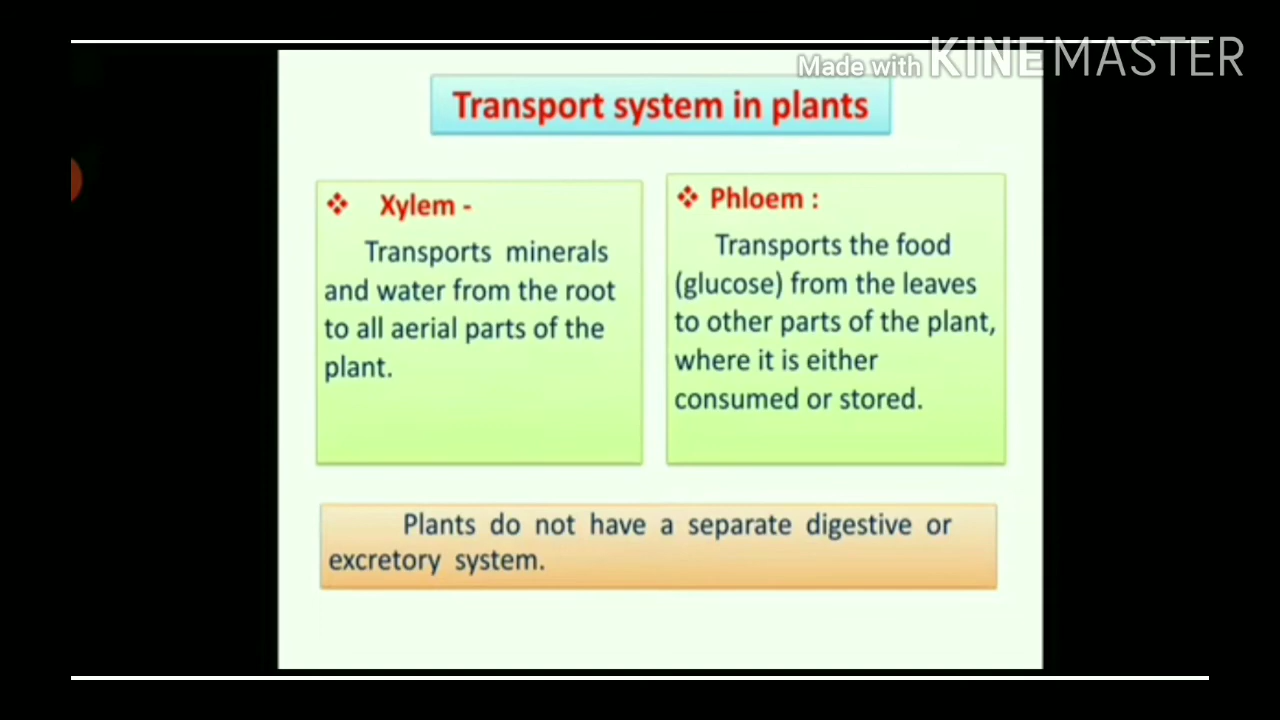 Made with KINEMASTER
Transport system in plants
❖ Xylem -
Transports minerals
and water from the root
to all aerial parts of the
plant.
❖ Phloem :
Transports the food
(glucose) from the leaves
to other parts of the plant,
where it is either
consumed or stored.
Plants do not have a separate digestive or
excretory system.